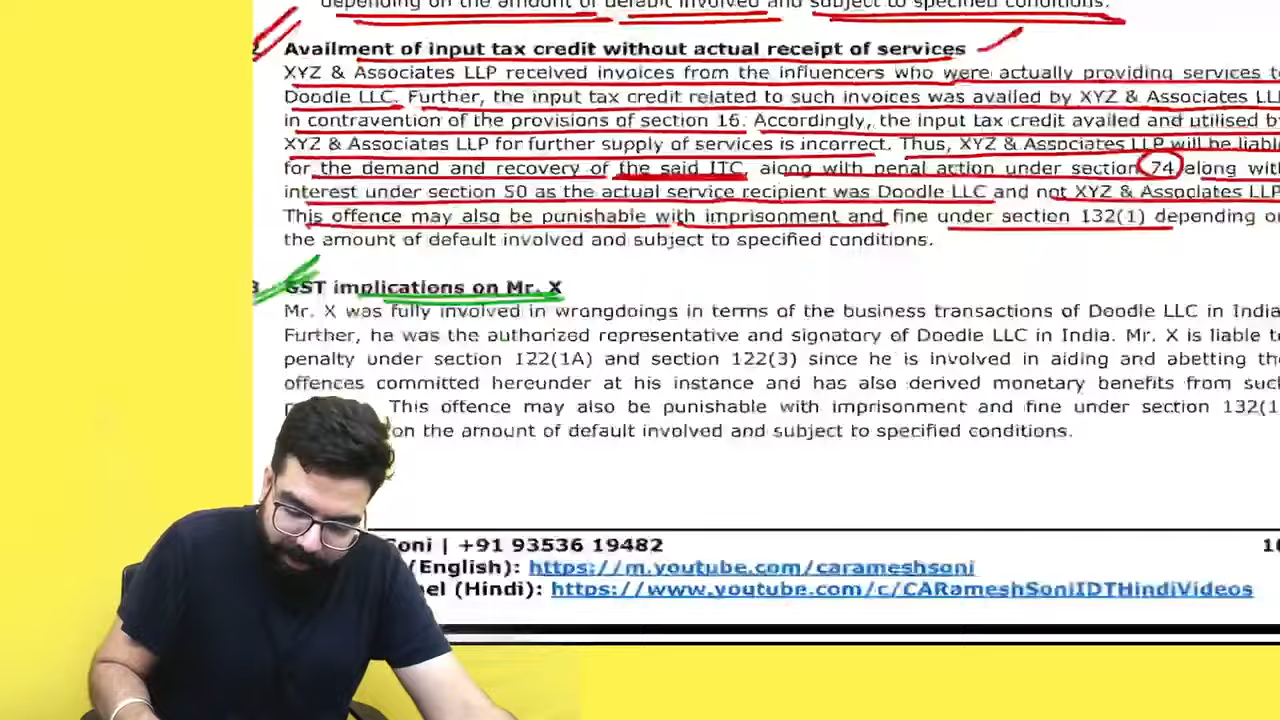 depending on the amount of default involved and subject to specified conditions.
Availment of input tax credit without actual receipt of services
XYZ & Associates LLP received invoices from the influencers who were actually providing services t
Doodle LLC. Further, the input tax credit related to such invoices was availed by XYZ & Associates LL
in contravention of the provisions of section 16. Accordingly, the input tax credit availed and utilised b
XYZ & Associates LLP for further supply of services is incorrect. Thus, XYZ & Associates LLP will be liabl
for the demand and recovery of the said ITC, along with penal action under section 74 along with
interest under section 50 as the actual service recipient was Doodle LLC and not XYZ & Associates LLP
This offence may also be punishable with imprisonment and fine under section 132(1) depending o
the amount of default involved and subject to specified conditions.
GST implications on Mr. X
Mr. X was fully involved in wrongdoings in terms of the business transactions of Doodle LLC in India
Further, he was the authorized representative and signatory of Doodle LLC in India. Mr. X is liable t
penalty under section 122(1A) and section 122(3) since he is involved in aiding and abetting th
offences committed hereunder at his instance and has also derived monetary benefits from suc
This offence may also be punishable with imprisonment and fine under section 132(1
on the amount of default involved and subject to specified conditions.
Soni | +91 93536 19482
(English): https://m.youtube.com/carameshsoni
nel (Hindi): https://www.youtube.com/c/CARameshSoniIDTHindiVideos